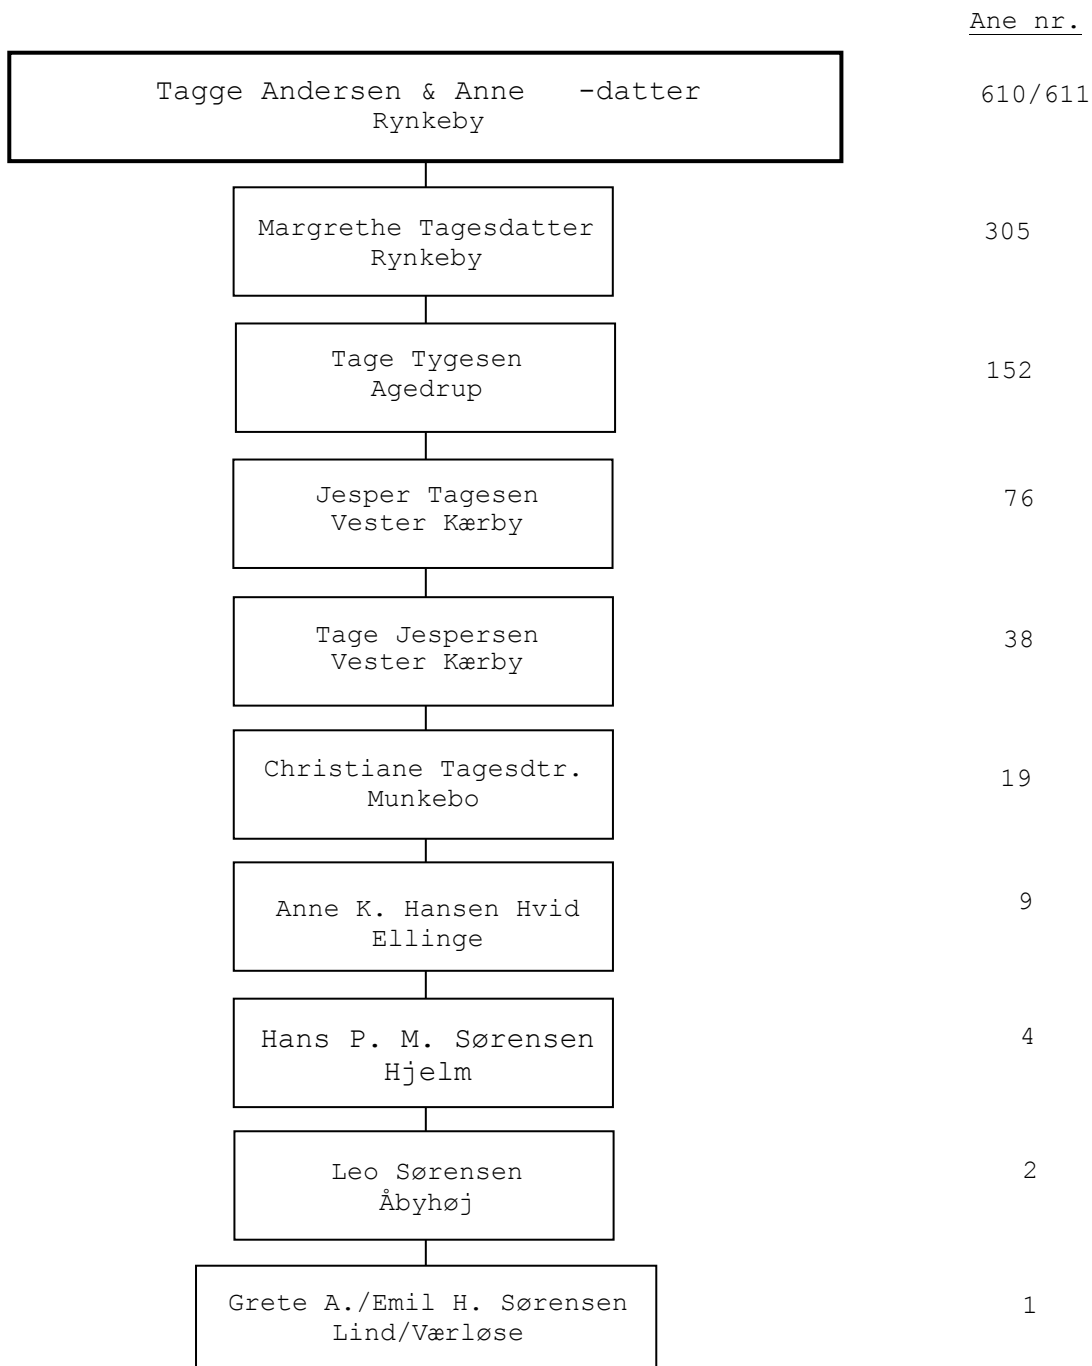 Ane nr.
Tagge Andersen & Anne -datter 610/611
Rynkeby
Margrethe Tagesdatter 305
Rynkeby
Tage Tygesen 152
Agedrup
Jesper Tagesen 76
Vester Kærby
Tage Jespersen 38
Vester Kærby
Christiane Tagesdtr. 19
Munkebo
Anne K. Hansen Hvid 9
Ellinge
Hans P. M. Sørensen 4
Hjelm
Leo Sørensen 2
Åbyhøj
Grete A./Emil H. Sørensen 1
Lind/Værløse